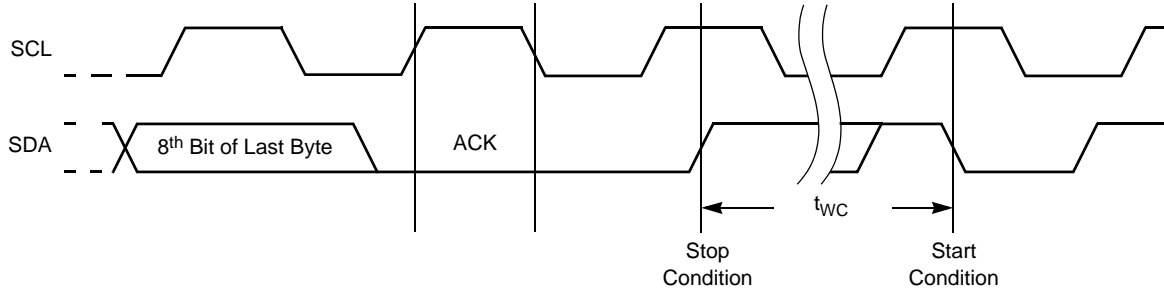 SCL
SDA
8th Bit of Last Byte
ACK
tWC
Stop
Condition
Start
Condition